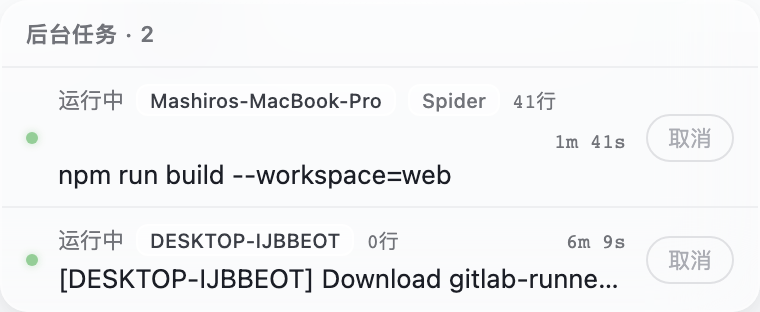 后台任务 · 2
运行中 Mashiros-MacBook-Pro Spider 41行
1m 41s 取消
npm run build --workspace=web
运行中 DESKTOP-IJBBEOT 0行 6m 9s 取消
[DESKTOP-IJBBEOT] Download gitlab-runne...